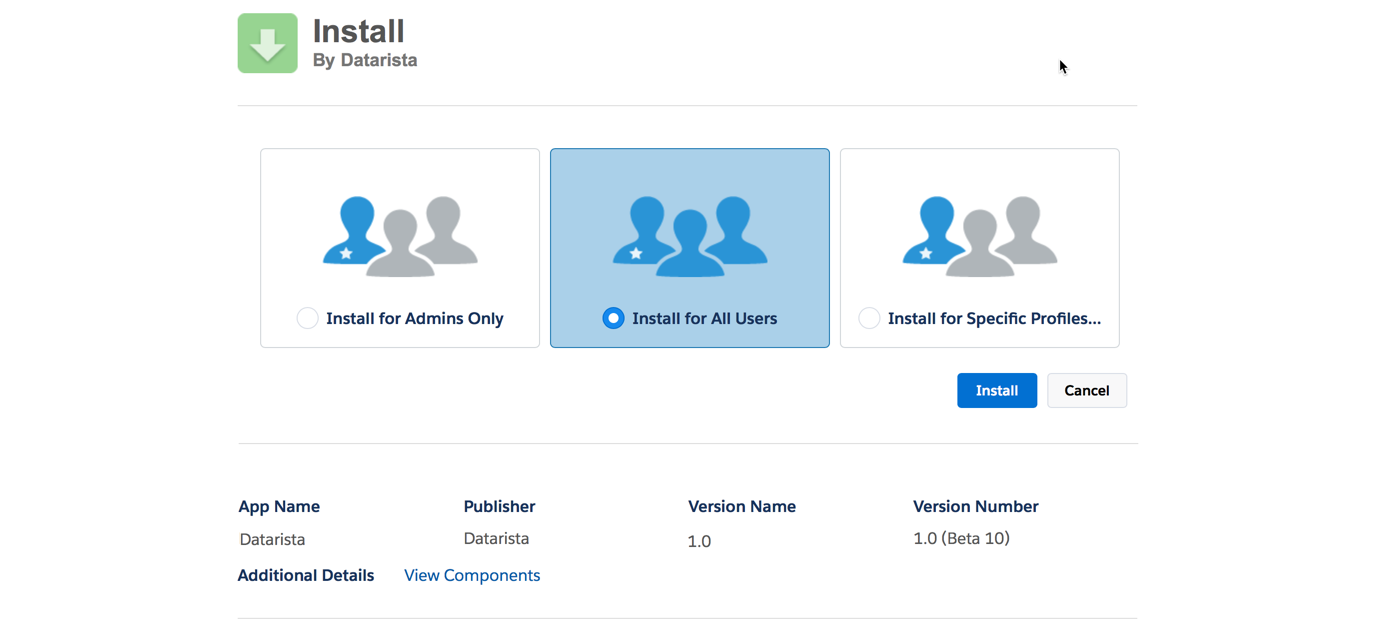 Install
By Datarista
Install for Admins Only
Install for All Users
Install for Specific Profiles...
Install
Cancel
App Name
Publisher
Version Name
Version Number
Datarista
Datarista
1.0
1.0 (Beta 10)
Additional Details
View Components